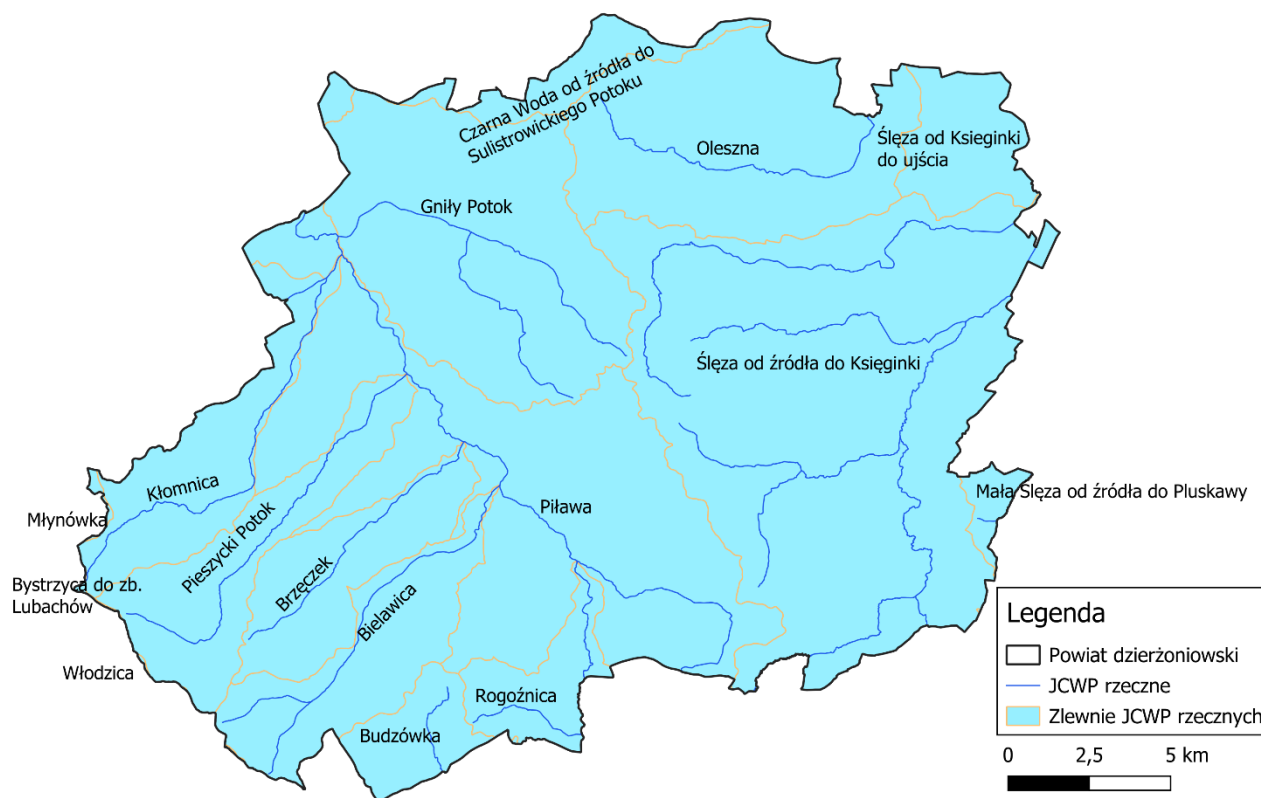 Czarna Woda od źródła do
Sulistrowickiego Potoku
Oleszna
Ślęza od Ksieginki
do ujścia
Gniły Potok
Ślęza od źródła do Księginki
Kłomnica
Młynówka
Pieszycki Potok
Brzęczek
Bielawica
Piława
Mała Ślęza od źródła do Pluskawy
Bystrzyca do zb.
Lubachów
Włodzica
Rogoźnica
Budzówka
Legenda
Powiat dzierżoniowski
JCWP rzeczne
Zlewnie JCWP rzecznych
0 2,5 5 km